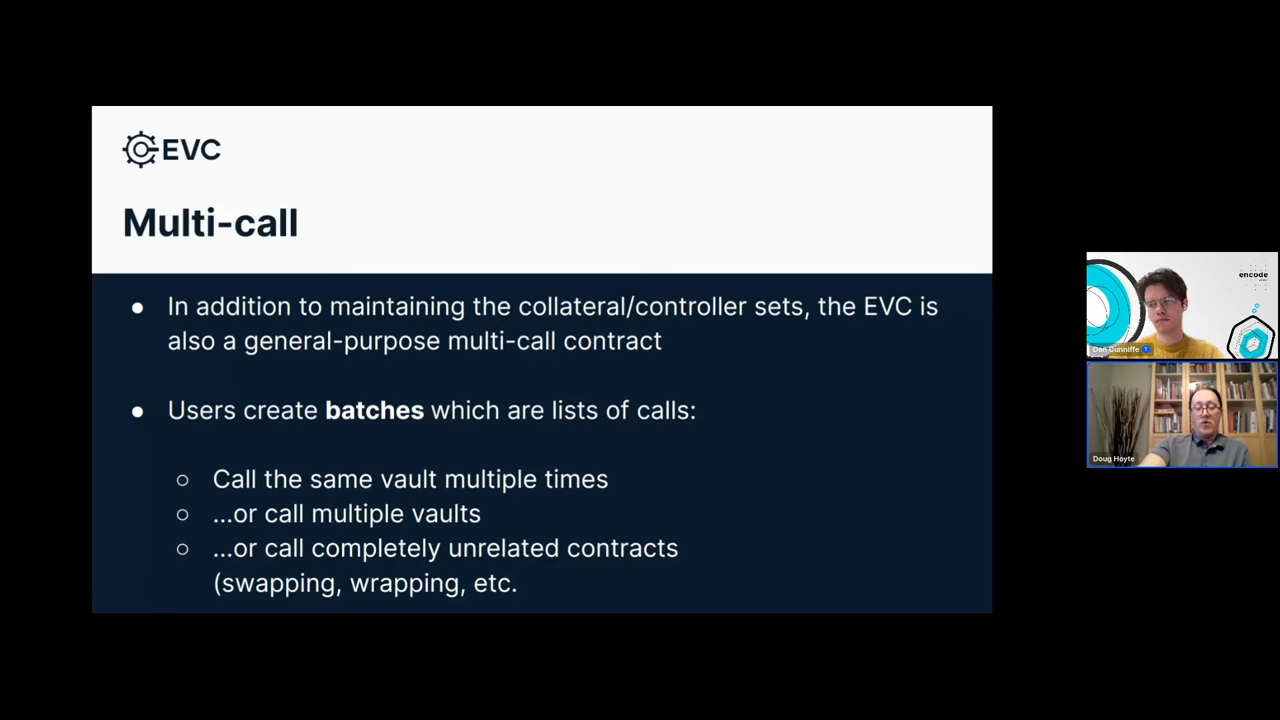 EVC
Multi-call
● In addition to maintaining the collateral/controller sets, the EVC is
also a general-purpose multi-call contract
● Users create batches which are lists of calls:
○ Call the same vault multiple times
○ ...or call multiple vaults
○ ...or call completely unrelated contracts
(swapping, wrapping, etc.
encode
Dan Cunniffe
Doug Hoyte